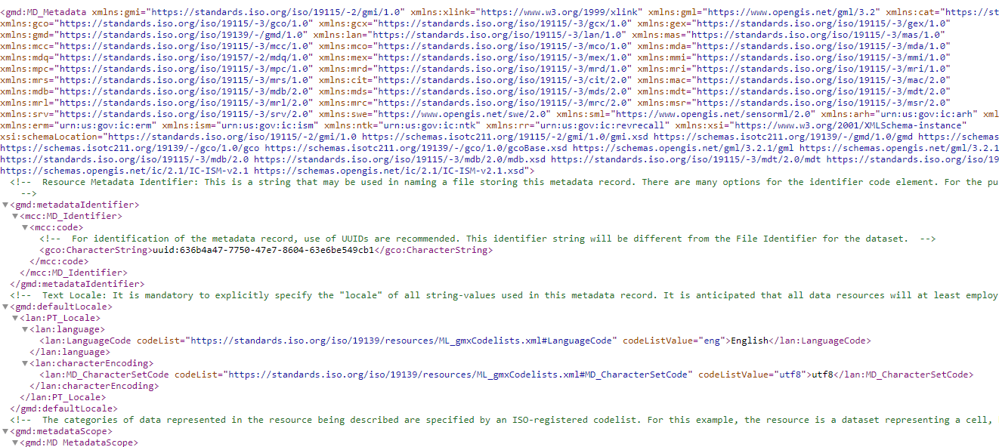 <gmd:MD_Metadata xmlns:gmi="https://standards.iso.org/iso/19115/-2/gmi/1.0" xmlns:xlink="https://www.w3.org/1999/xlink" xmlns:gml="https://www.opengis.net/gml/3.2" xmlns:cat="https://st
xmlns:gco="https://standards.iso.org/iso/19115/-3/gco/1.0" xmlns:gcx="https://standards.iso.org/iso/19115/-3/gcx/1.0" xmlns:gex="https://standards.iso.org/iso/19115/-3/gex/1.0"
xmlns:gmd="https://standards.iso.org/iso/19139/-/gmd/1.0" xmlns:lan="https://standards.iso.org/iso/19115/-3/lan/1.0" xmlns:mas="https://standards.iso.org/iso/19115/-3/mas/1.0"
xmlns:mcc="https://standards.iso.org/iso/19115/-3/mcc/1.0" xmlns:mco="https://standards.iso.org/iso/19115/-3/mco/1.0" xmlns:mda="https://standards.iso.org/iso/19115/-3/mda/1.0"
xmlns:mdq="https://standards.iso.org/iso/19157/-2/mdq/1.0" xmlns:mex="https://standards.iso.org/iso/19115/-3/mex/1.0" xmlns:mmi="https://standards.iso.org/iso/19115/-3/mmi/1.0"
xmlns:mpc="https://standards.iso.org/iso/19115/-3/mpc/1.0" xmlns:mrd="https://standards.iso.org/iso/19115/-3/mrd/1.0" xmlns:mri="https://standards.iso.org/iso/19115/-3/mri/1.0"
xmlns:mrs="https://standards.iso.org/iso/19115/-3/mrs/1.0" xmlns:cit="https://standards.iso.org/iso/19115/-3/cit/2.0" xmlns:mac="https://standards.iso.org/iso/19115/-3/mac/2.0"
xmlns:mdb="https://standards.iso.org/iso/19115/-3/mdb/2.0" xmlns:mds="https://standards.iso.org/iso/19115/-3/mds/2.0" xmlns:mdt="https://standards.iso.org/iso/19115/-3/mdt/2.0"
xmlns:mrl="https://standards.iso.org/iso/19115/-3/mrl/2.0" xmlns:mrc="https://standards.iso.org/iso/19115/-3/mrc/2.0" xmlns:msr="https://standards.iso.org/iso/19115/-3/msr/2.0"
xmlns:srv="https://standards.iso.org/iso/19115/-3/srv/2.0" xmlns:swe="https://www.opengis.net/swe/2.0" xmlns:sml="https://www.opengis.net/sensorml/2.0" xmlns:arh="urn:us:gov:ic:arh" xml
xmlns:erm="urn:us:gov:ic:erm" xmlns:ism="urn:us:gov:ic:ism" xmlns:ntk="urn:us:gov:ic:ntk" xmlns:rr="urn:us:gov:ic:revrecall" xmlns:xsi="https://www.w3.org/2001/XMLSchema-instance"
xsi:schemaLocation="https://standards.iso.org/iso/19115/-2/gmi/1.0 https://schemas.isotc211.org/19115/-2/gmi/1.0/gmi.xsd https://schemas.isotc211.org/19139/-/gmd/1.0/gmd https://schemas
https://schemas.isotc211.org/19139/-/gco/1.0/gco https://schemas.isotc211.org/19139/-/gco/1.0/gcoBase.xsd https://schemas.opengis.net/gml/3.2.1/gml https://schemas.opengis.net/gml/3.2.1
https://standards.iso.org/iso/19115/-3/mdb/2.0 https://standards.iso.org/iso/19115/-3/mdb/2.0/mdb.xsd https://standards.iso.org/iso/19115/-3/mdt/2.0/mdt https://standards.iso.org/iso/19
https://schemas.opengis.net/ic/2.1/IC-ISM-v2.1 https://schemas.opengis.net/ic/2.1/IC-ISM-v2.1.xsd">
<!-- Resource Metadata Identifier: This is a string that may be used in naming a file storing this metadata record. There are many options for the identifier code element. For the pu
-->
<gmd:metadataIdentifier>
<mcc:MD_Identifier>
<mcc:code>
<!-- For identification of the metadata record, use of UUIDs are recommended. This identifier string will be different from the File Identifier for the dataset. -->
<gco:CharacterString>uuid:636b4a47-7750-47e7-8604-63e6be549cb1</gco:CharacterString>
</mcc:code>
</mcc:MD_Identifier>
</gmd:metadataIdentifier>
<!-- Text Locale: It is mandatory to explicitly specify the "locale" of all string-values used in this metadata record. It is anticipated that all data resources will at least employ
<gmd:defaultLocale>
<lan:PT_Locale>
<lan:language>
<lan:LanguageCode codeList="https://standards.iso.org/iso/19139/resources/ML_gmxCodelists.xml#LanguageCode" codeListValue="eng">English</lan:LanguageCode>
</lan:language>
<lan:characterEncoding>
<lan:MD_CharacterSetCode codeList="https://standards.iso.org/iso/19139/resources/ML_gmxCodelists.xml#MD_CharacterSetCode" codeListValue="utf8">utf8</lan:MD_CharacterSetCode>
</lan:characterEncoding>
</lan:PT_Locale>
</gmd:defaultLocale>
<!-- The categories of data represented in the resource being described are specified by an ISO-registered codelist. For this example, the resource is a dataset representing a cell,
<gmd:metadataScope>
<gmd:MD_MetadataScope>